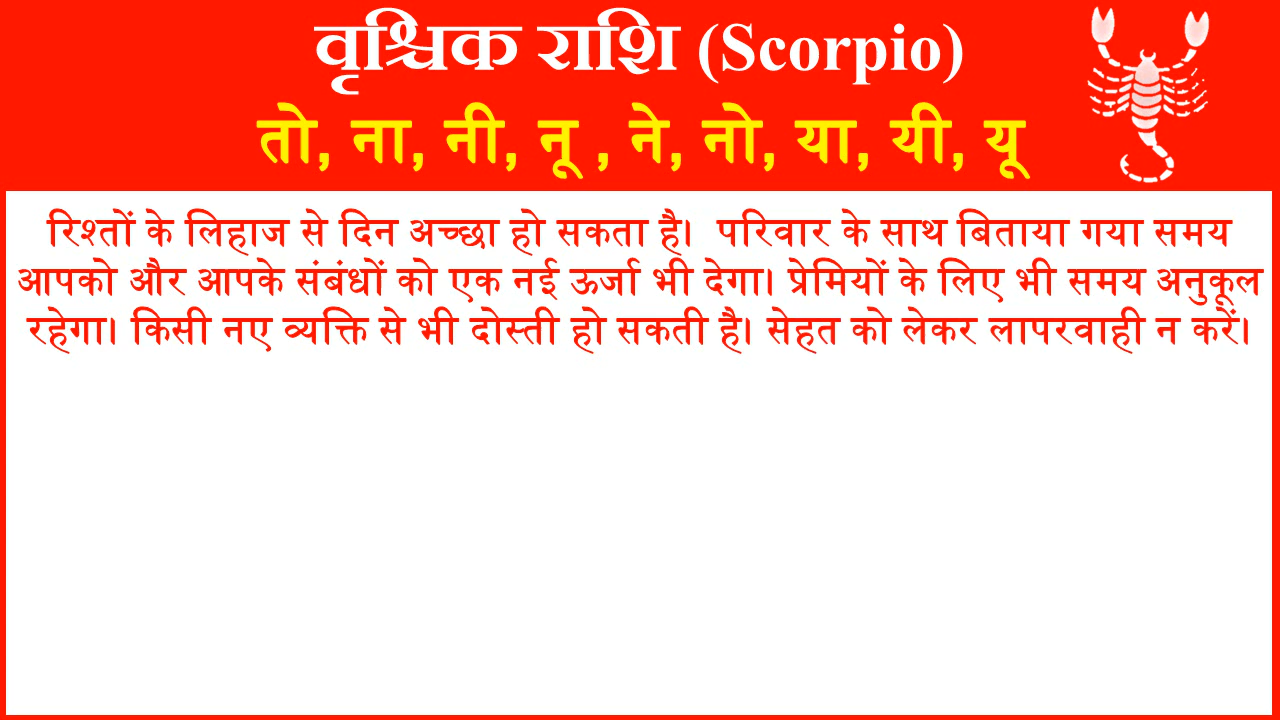 वृश्चिक राशि (Scorpio)
तो, ना, नी, नू , ने, नो, या, यी, यू
रिश्तों के लिहाज से दिन अच्छा हो सकता है। परिवार के साथ बिताया गया समय
आपको और आपके संबंधों को एक नई ऊर्जा भी देगा। प्रेमियों के लिए भी समय अनुकूल
रहेगा। किसी नए व्यक्ति से भी दोस्ती हो सकती है। सेहत को लेकर लापरवाही न करें।